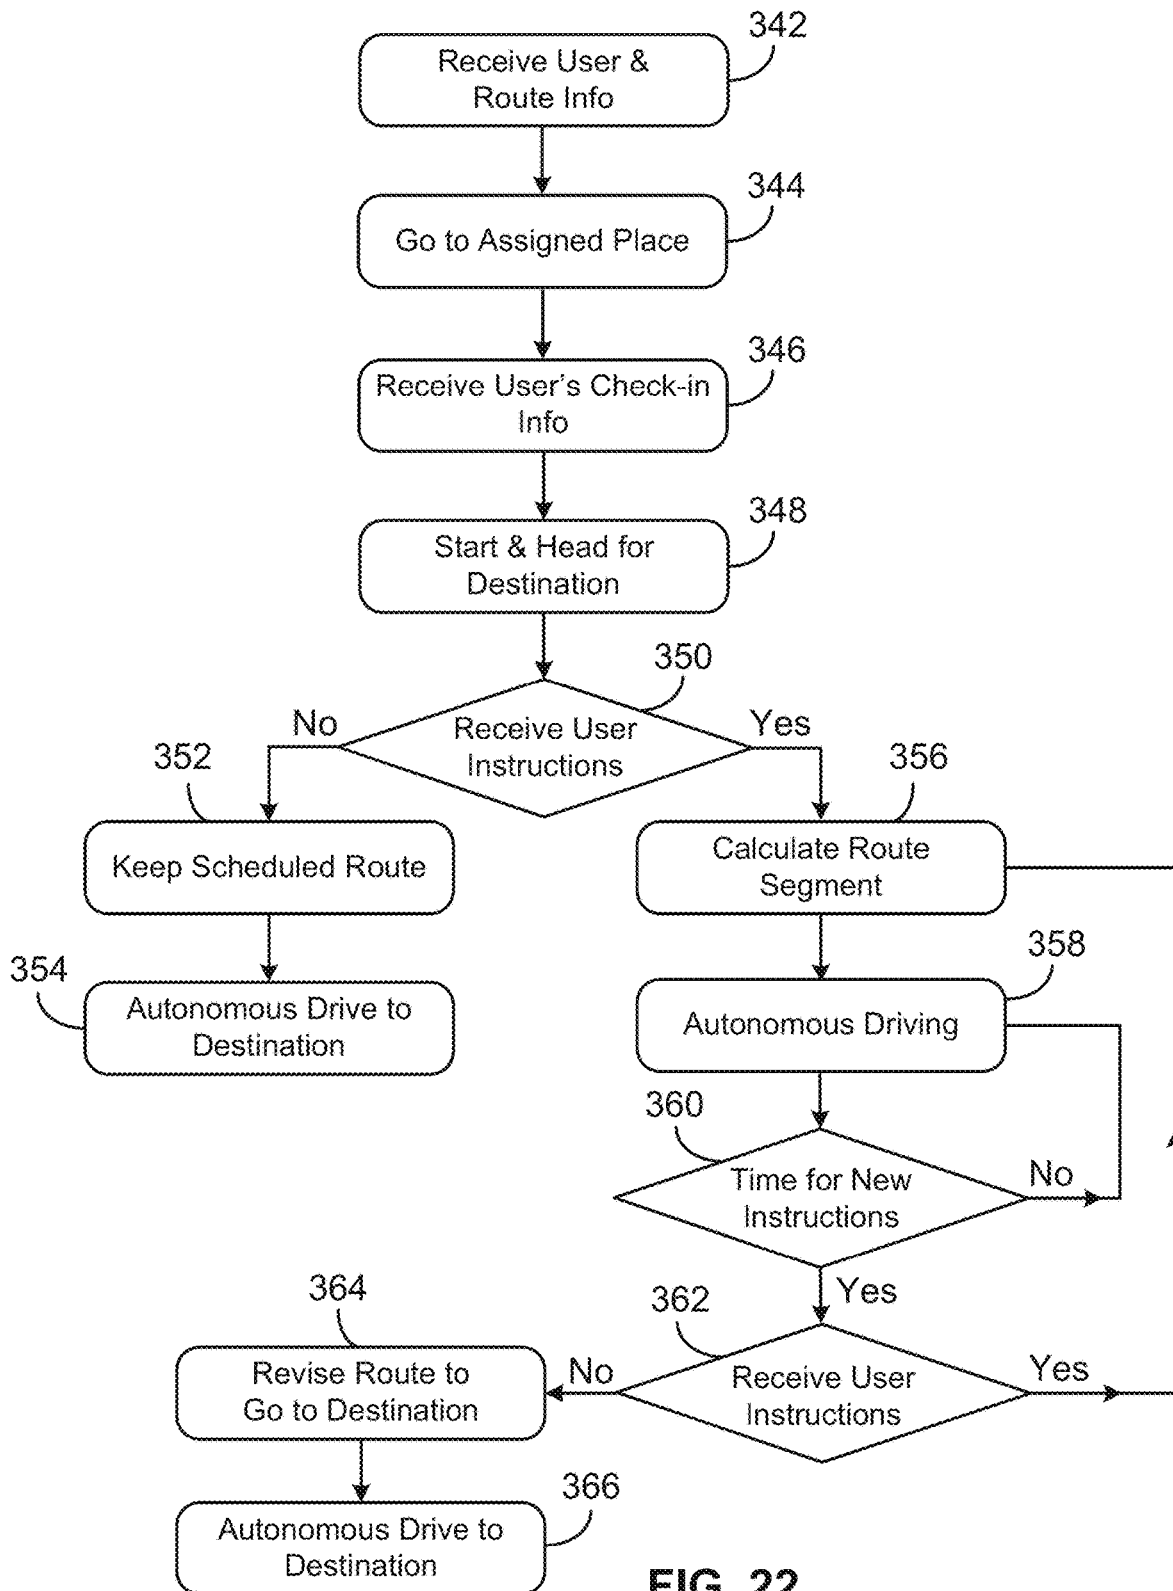 342
Receive User &
Route Info
344
Go to Assigned Place
346
Receive User's Check-in
Info
348
Start & Head for
Destination
350
No
Receive User
Instructions
Yes
352
356
Keep Scheduled Route
Calculate Route
Segment
354
358
Autonomous Drive to
Destination
Autonomous Driving
360
Time for New
Instructions
No
Yes
364
362
Revise Route to
Go to Destination
No
Receive User
Instructions
Yes
366
Autonomous Drive to
Destination
FIG. 22